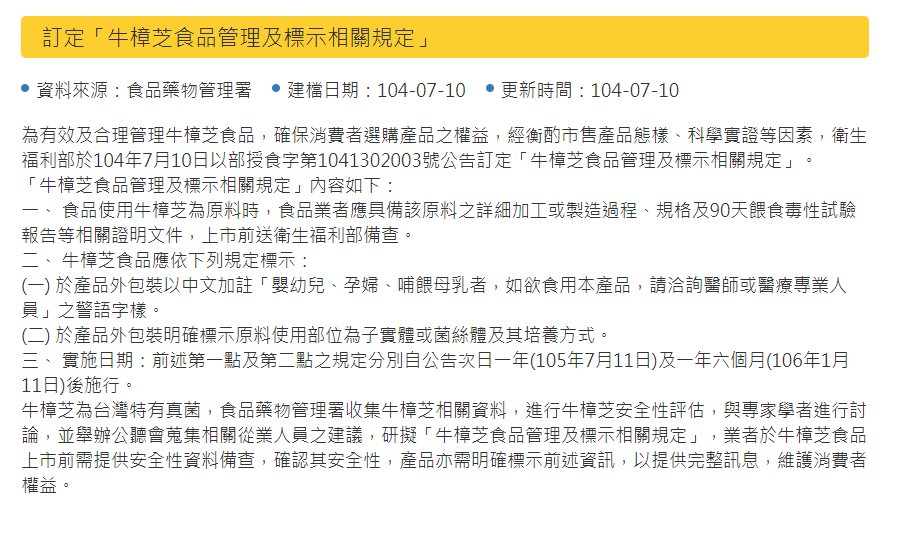 訂定「牛樟芝食品管理及標示相關規定」
資料來源：食品藥物管理署 建檔日期：104-07-10 更新時間：104-07-10
為有效及合理管理牛樟芝食品，確保消費者選購產品之權益，經衡酌市售產品態樣、科學實證等因素，衛生
福利部於104年7月10日以部授食字第1041302003號公告訂定「牛樟芝食品管理及標示相關規定」。
「牛樟芝食品管理及標示相關規定」內容如下：
一、 食品使用牛樟芝為原料時，食品業者應具備該原料之詳細加工或製造過程、規格及90天餵食毒性試驗
報告等相關證明文件，上市前送衛生福利部備查。
二、 牛樟芝食品應依下列規定標示：
(一) 於產品外包裝以中文加註「嬰幼兒、孕婦、哺餵母乳者，如欲食用本產品，請洽詢醫師或醫療專業人
員」之警語字樣。
(二) 於產品外包裝明確標示原料使用部位為子實體或菌絲體及其培養方式。
三、 實施日期：前述第一點及第二點之規定分別自公告次日一年(105年7月11日)及一年六個月(106年1月
11日)後施行。
牛樟芝為台灣特有真菌，食品藥物管理署收集牛樟芝相關資料，進行牛樟芝安全性評估，與專家學者進行討
論，並舉辦公聽會蒐集相關從業人員之建議，研擬「牛樟芝食品管理及標示相關規定」，業者於牛樟芝食品
上市前需提供安全性資料備查，確認其安全性，產品亦需明確標示前述資訊，以提供完整訊息，維護消費者
權益。